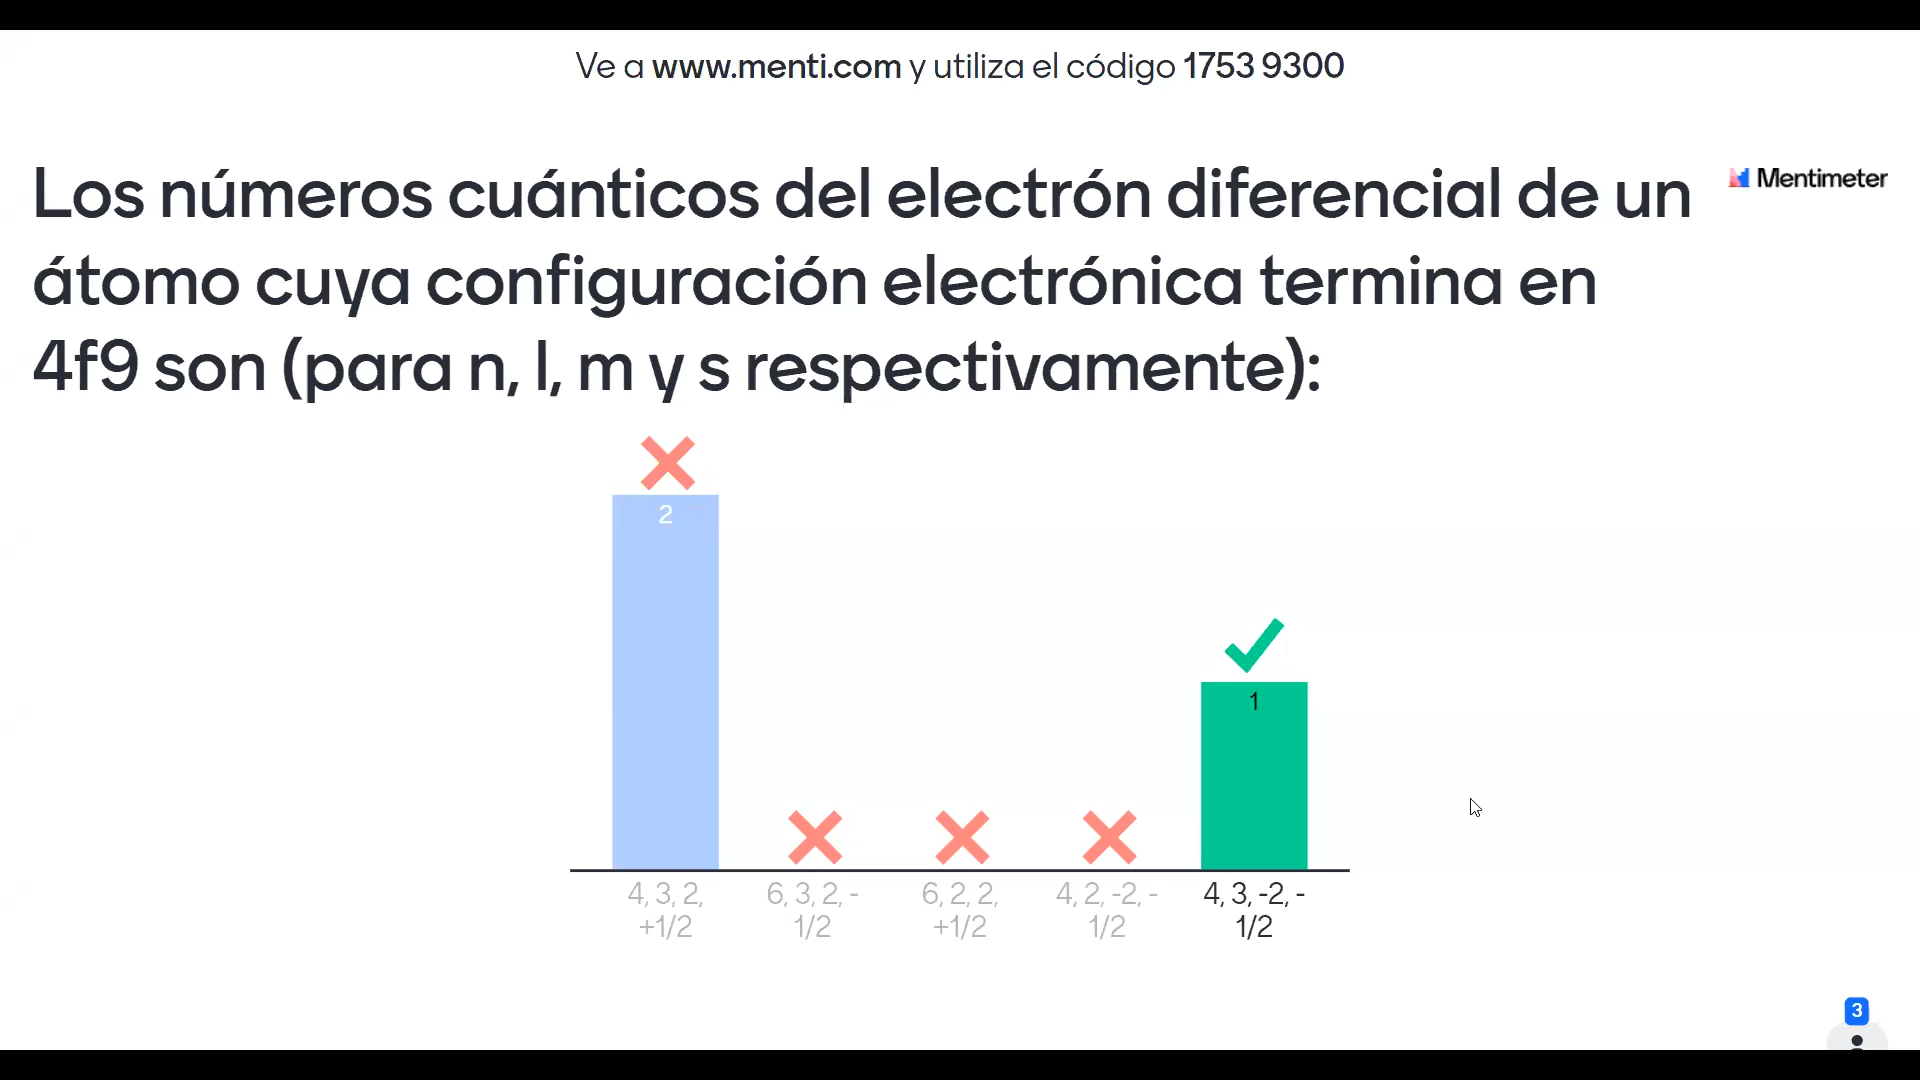 Ve a www.menti.com y utiliza el código 1753 9300
Los números cuánticos del electrón diferencial de un
átomo cuya configuración electrónica termina en
4f9 son (para n, l, m y s respectivamente):
Mentimeter
2
1
4, 3, 2,
+1/2
6, 3, 2, -
1/2
6, 2, 2,
+1/2
4, 2, -2, -
1/2
4, 3, -2, -
1/2
3